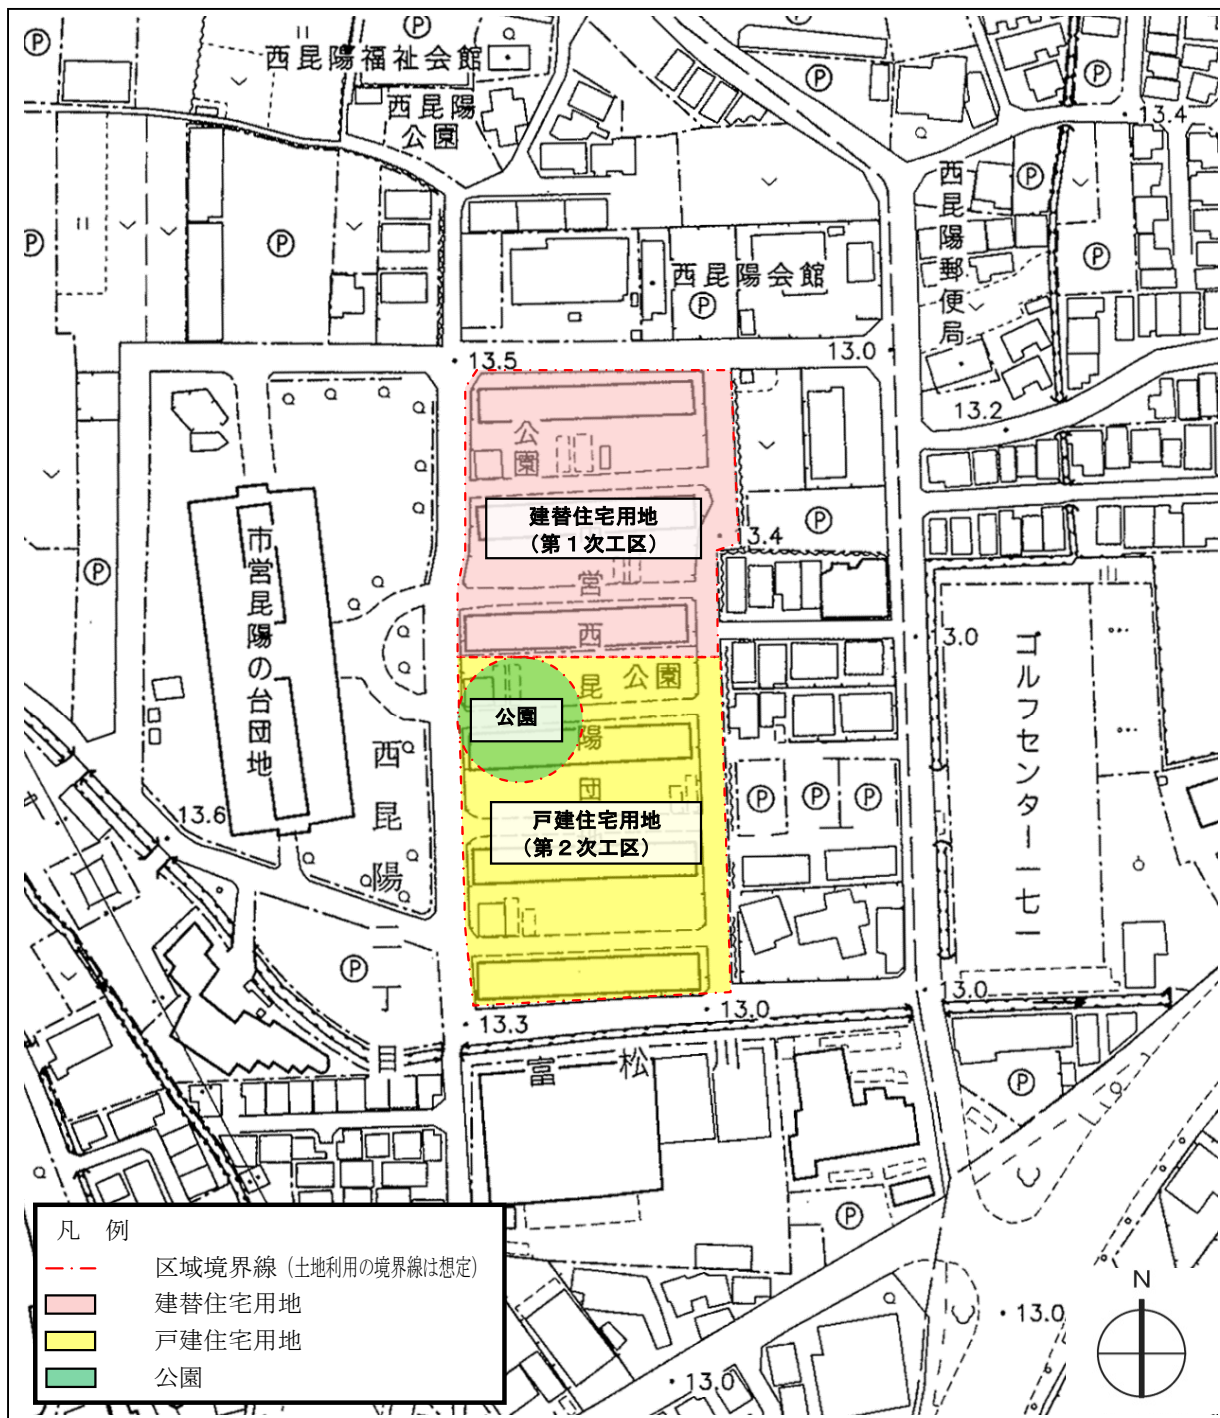 Ⓟ
西昆陽福祉会館
Ⓟ
Ⓟ
西昆陽
公園
13.4
西昆陽郵便局
Ⓟ
Ⓟ
Ⓟ
Ⓟ
西昆陽会館
Ⓟ
13.5
13.0
13.2
公園
建替住宅用地
(第1次工区)
Ⓟ
13.4
市営昆陽の台団地
Ⓟ
営
西
昆
陽
団
公園
公園
13.0
ゴルフセンター一七一
Ⓟ
Ⓟ
Ⓟ
戸建住宅用地
(第2次工区)
13.6
西昆陽二丁目
Ⓟ
13.3
13.0
13.0
富松川
Ⓟ
Ⓟ
13.0
13.0
凡 例
区域境界線 (土地利用の境界線は想定)
建替住宅用地
戸建住宅用地
公園
N